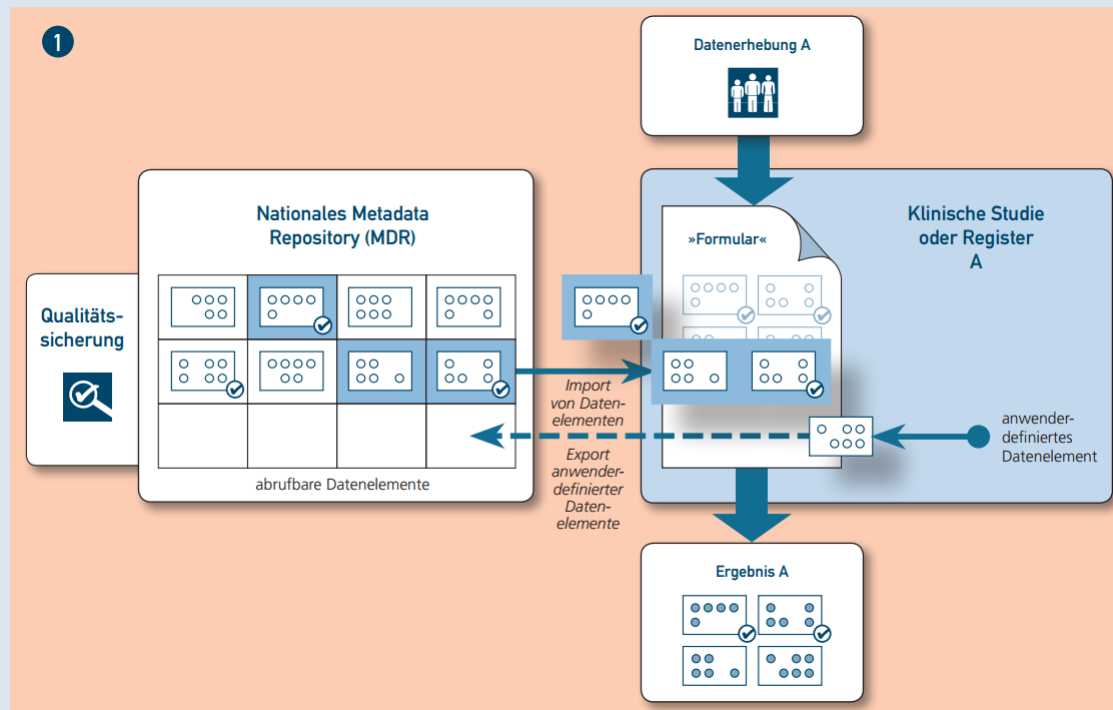 1
Datenerhebung A
Nationales Metadata
Repository (MDR)
Qualitäts-
sicherung
abrufbare Datenelemente
»Formular«
Klinische Studie
oder Register
A
Import
von Daten-
elementen
Export
anwender-
definierter
Daten-
elemente
anwender-
definiertes
Datenelement
Ergebnis A